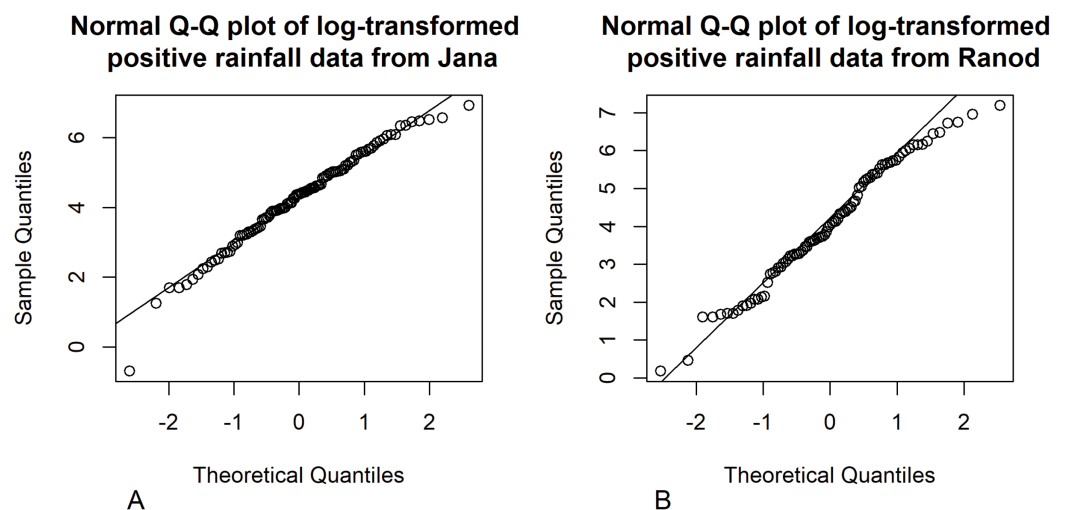 Normal Q-Q plot of log-transformed
positive rainfall data from Jana
Sample Quantiles
6
4
2
0
-2 -1 0 1 2
Theoretical Quantiles
A
Normal Q-Q plot of log-transformed
positive rainfall data from Ranod
Sample Quantiles
7
6
5
4
3
2
1
0
-2 -1 0 1 2
Theoretical Quantiles
B